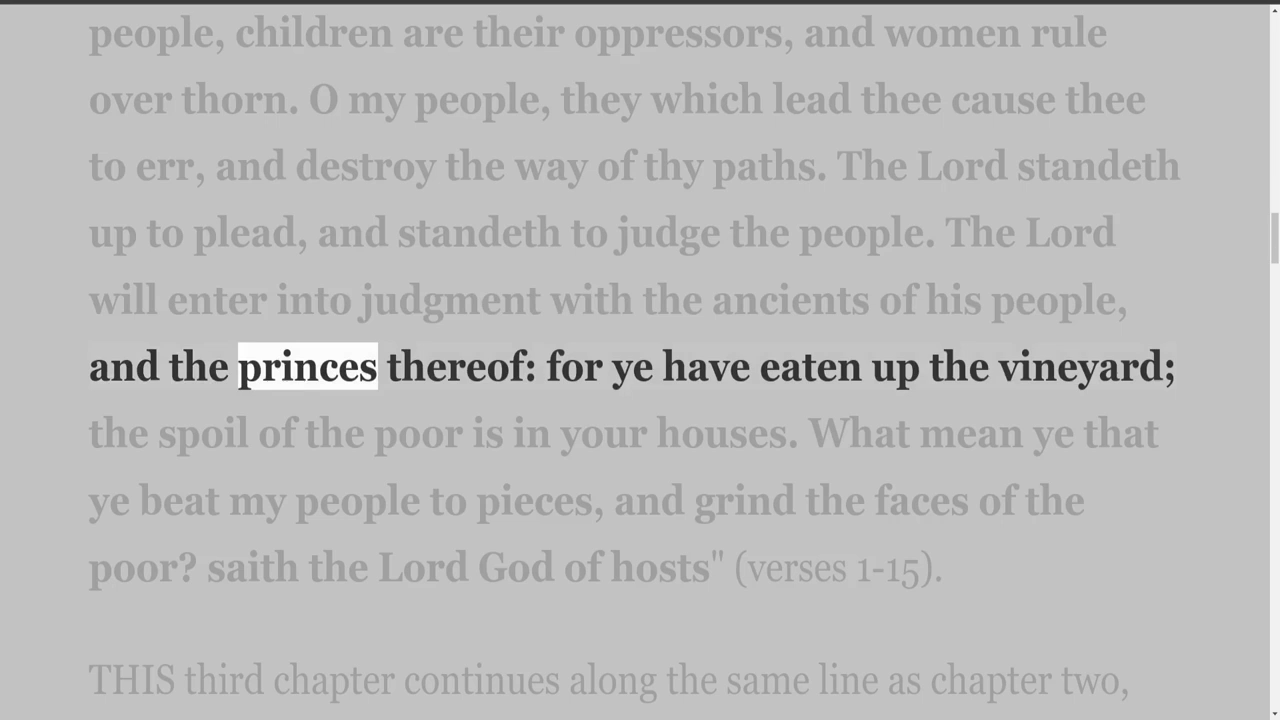 people, children are their oppressors, and women rule
over thorn. O my people, they which lead thee cause thee
to err, and destroy the way of thy paths. The Lord standeth
up to plead, and standeth to judge the people. The Lord
will enter into judgment with the ancients of his people,
and the princes thereof: for ye have eaten up the vineyard;
the spoil of the poor is in your houses. What mean ye that
ye beat my people to pieces, and grind the faces of the
poor? saith the Lord God of hosts" (verses 1-15).
THIS third chapter continues along the same line as chapter two,